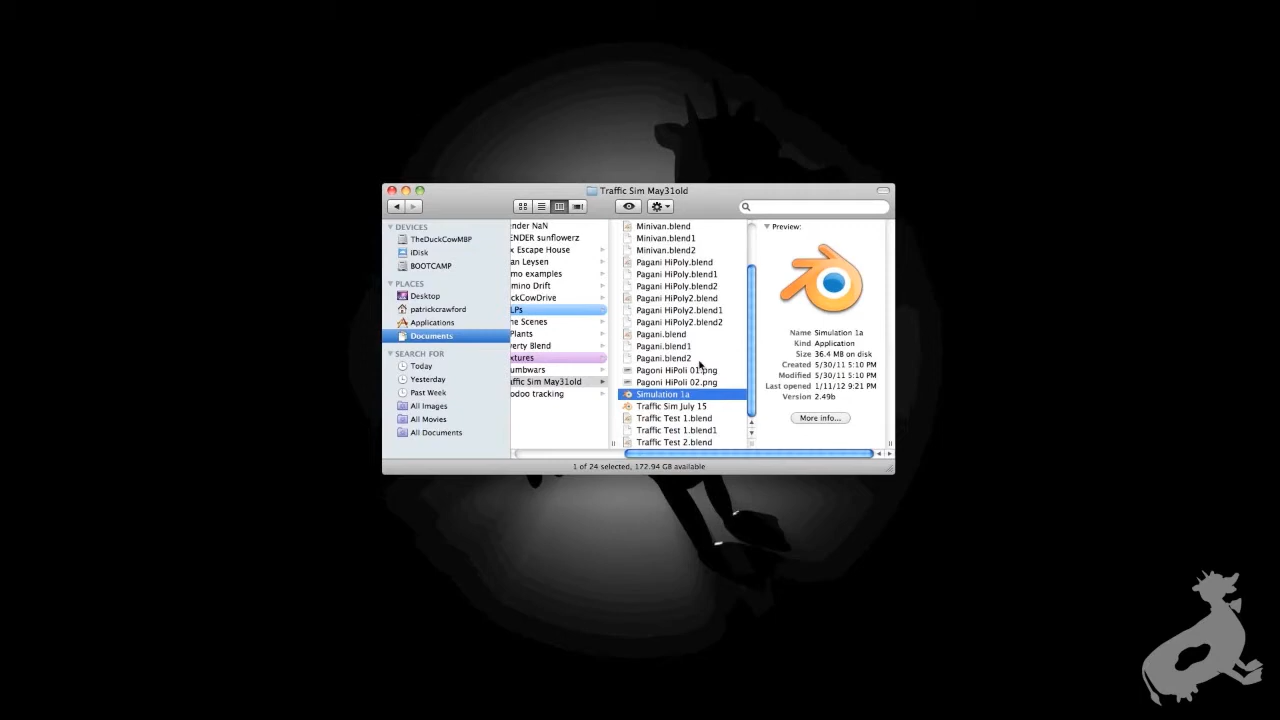 Traffic Sim May31old
DEVICES
TheDuckCowMBP
iDisk
BOOTCAMP
PLACES
Desktop
patrickcrawford
Applications
Documents
SEARCH FOR
Today
Yesterday
Past Week
All Images
All Movies
All Documents
ender NaN
ENDER sunflowerz
x Escape House
an Leysen
mo examples
mino Drift
ckCowDrive
LPs
ne Scenes
Plants
verty Blend
xtures
umbwars
affic Sim May31old
oodoo tracking
Minivan.blend
Minivan.blend1
Minivan.blend2
Pagani HiPoly.blend
Pagani HiPoly.blend1
Pagani HiPoly.blend2
Pagani HiPoly2.blend
Pagani HiPoly2.blend1
Pagani HiPoly2.blend2
Pagani.blend
Pagani.blend1
Pagani.blend2
Pagoni HiPoli 01.png
Pagoni HiPoli 02.png
Simulation 1a
Traffic Sim July 15
Traffic Test 1.blend
Traffic Test 1.blend1
Traffic Test 2.blend
Preview:
Name Simulation 1a
Kind Application
Size 36.4 MB on disk
Created 5/30/11 5:10 PM
Modified 5/30/11 5:10 PM
Last opened 1/11/12 9:21 PM
Version 2.49b
More info...
1 of 24 selected, 172.94 GB available